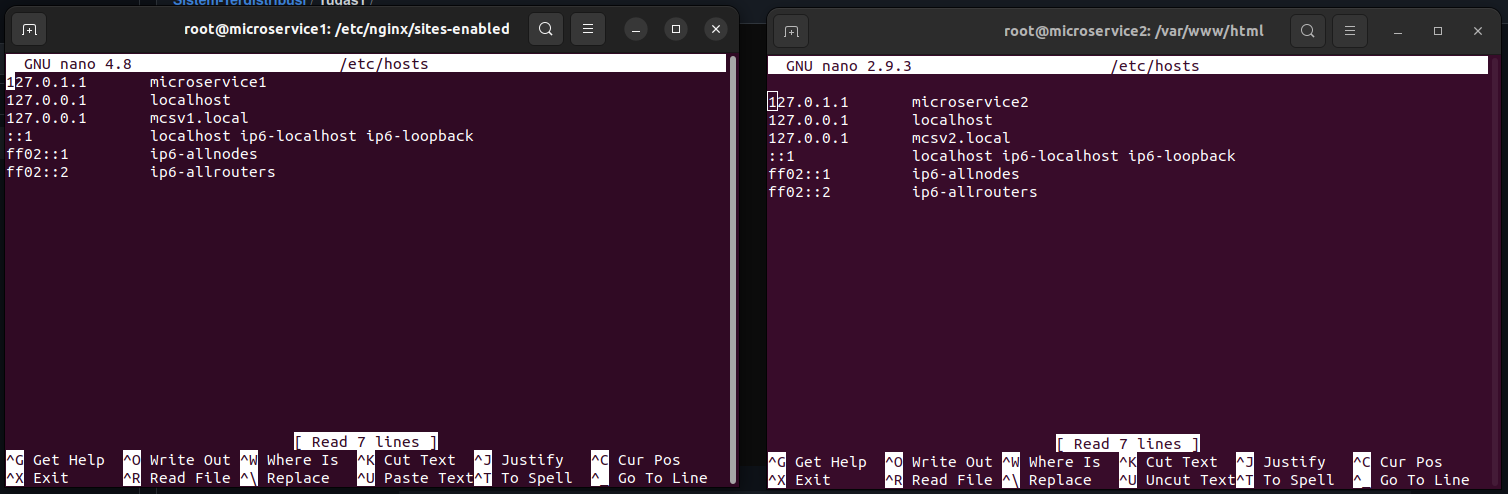 Sistem-Terdistribusi / Tugas1 /
root@microservice1: /etc/nginx/sites-enabled
GNU nano 4.8 /etc/hosts
127.0.1.1 microservice1
127.0.0.1 localhost
127.0.0.1 mcsv1.local
::1 localhost ip6-localhost ip6-loopback
ff02::1 ip6-allnodes
ff02::2 ip6-allrouters
[ Read 7 lines ]
^G Get Help ^O Write Out ^W Where Is ^K Cut Text ^J Justify ^C Cur Pos
^X Exit ^R Read File ^\ Replace ^U Paste Text ^T To Spell ^_ Go To Line
root@microservice2: /var/www/html
GNU nano 2.9.3 /etc/hosts
127.0.1.1 microservice2
127.0.0.1 localhost
127.0.0.1 mcsv2.local
::1 localhost ip6-localhost ip6-loopback
ff02::1 ip6-allnodes
ff02::2 ip6-allrouters
[ Read 7 lines ]
^G Get Help ^O Write Out ^W Where Is ^K Cut Text ^J Justify ^C Cur Pos
^X Exit ^R Read File ^\ Replace ^U Uncut Text ^T To Spell ^_ Go To Line